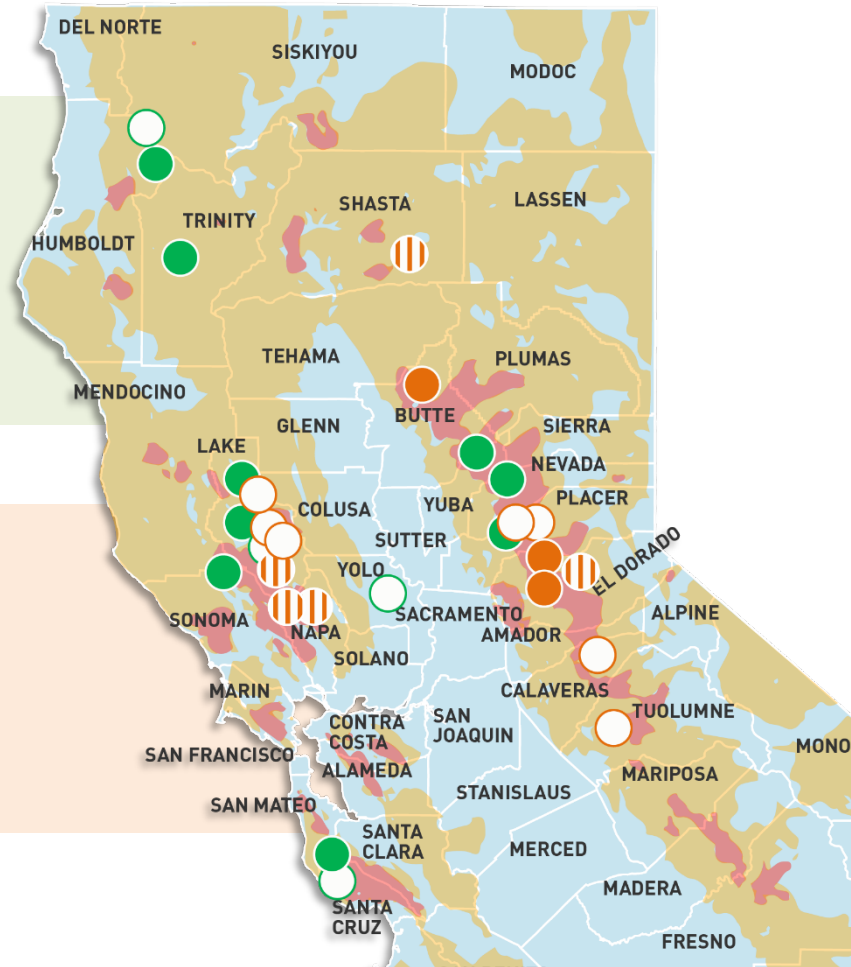 DEL NORTE
SISKIYOU
MODOC
SHASTA
LASSEN
TRINITY
HUMBOLDT
TEHAMA
PLUMAS
MENDOCINO
BUTTE
GLENN
SIERRA
LAKE
NEVADA
COLUSA
YUBA
PLACER
SUTTER
YOLO
EL DORADO
SONOMA
SACRAMENTO
ALPINE
NAPA
AMADOR
SOLANO
MARIN
CALAVERAS
CONTRA
COSTA
SAN
JOAQUIN
TUOLUMNE
SAN FRANCISCO
MONO
ALAMEDA
MARIPOSA
STANISLAUS
SAN MATEO
SANTA
CLARA
MERCED
MADERA
SANTA
CRUZ
FRESNO